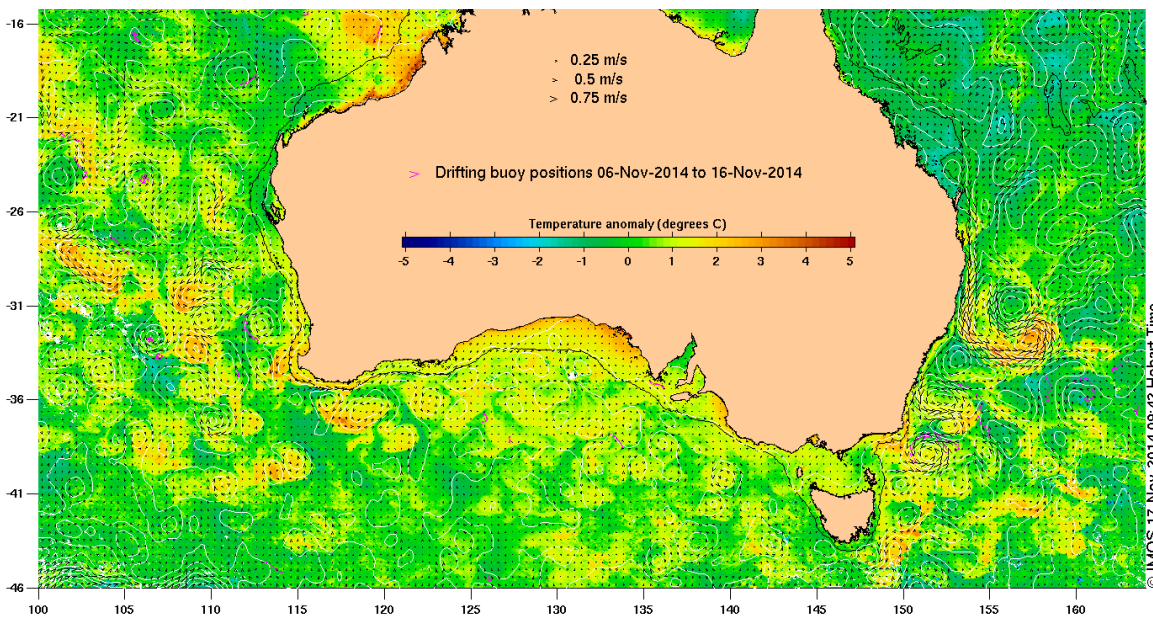 -16
-21
-26
-31
-36
-41
-46
0.25 m/s
0.5 m/s
> 0.75 m/s
> Drifting buoy positions 06-Nov-2014 to 16-Nov-2014
Temperature anomaly (degrees C)
-5 -4 -3 -2 -1 0 1 2 3 4 5
100 105 110 115 120 125 130 135 140 145 150 155 160
© IMOS 17-Nov-2014 08:42 Hobart Time